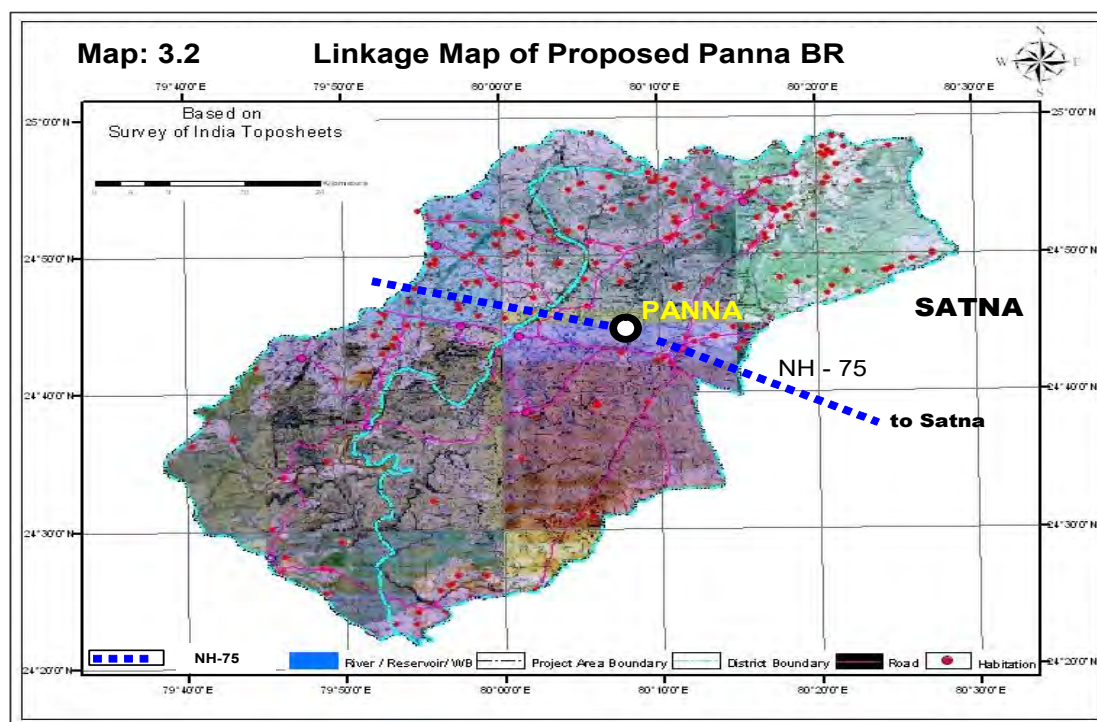 Map: 3.2 Linkage Map of Proposed Panna BR
N
W E
S
79°40'0"E 79°50'0"E 80°0'0"E 80°10'0"E 80°20'0"E 80°30'0"E
Based on
Survey of India Toposheets
Kilometers
25°0'0"N 25°0'0"N
24°50'0"N 24°50'0"N
PANNA
SATNA
NH - 75
24°40'0"N 24°40'0"N
to Satna
24°30'0"N 24°30'0"N
NH-75 River / Reservoir/ WB Project Area Boundary District Boundary Road Habitation
24°20'0"N 24°20'0"N
79°40'0"E 79°50'0"E 80°0'0"E 80°10'0"E 80°20'0"E 80°30'0"E